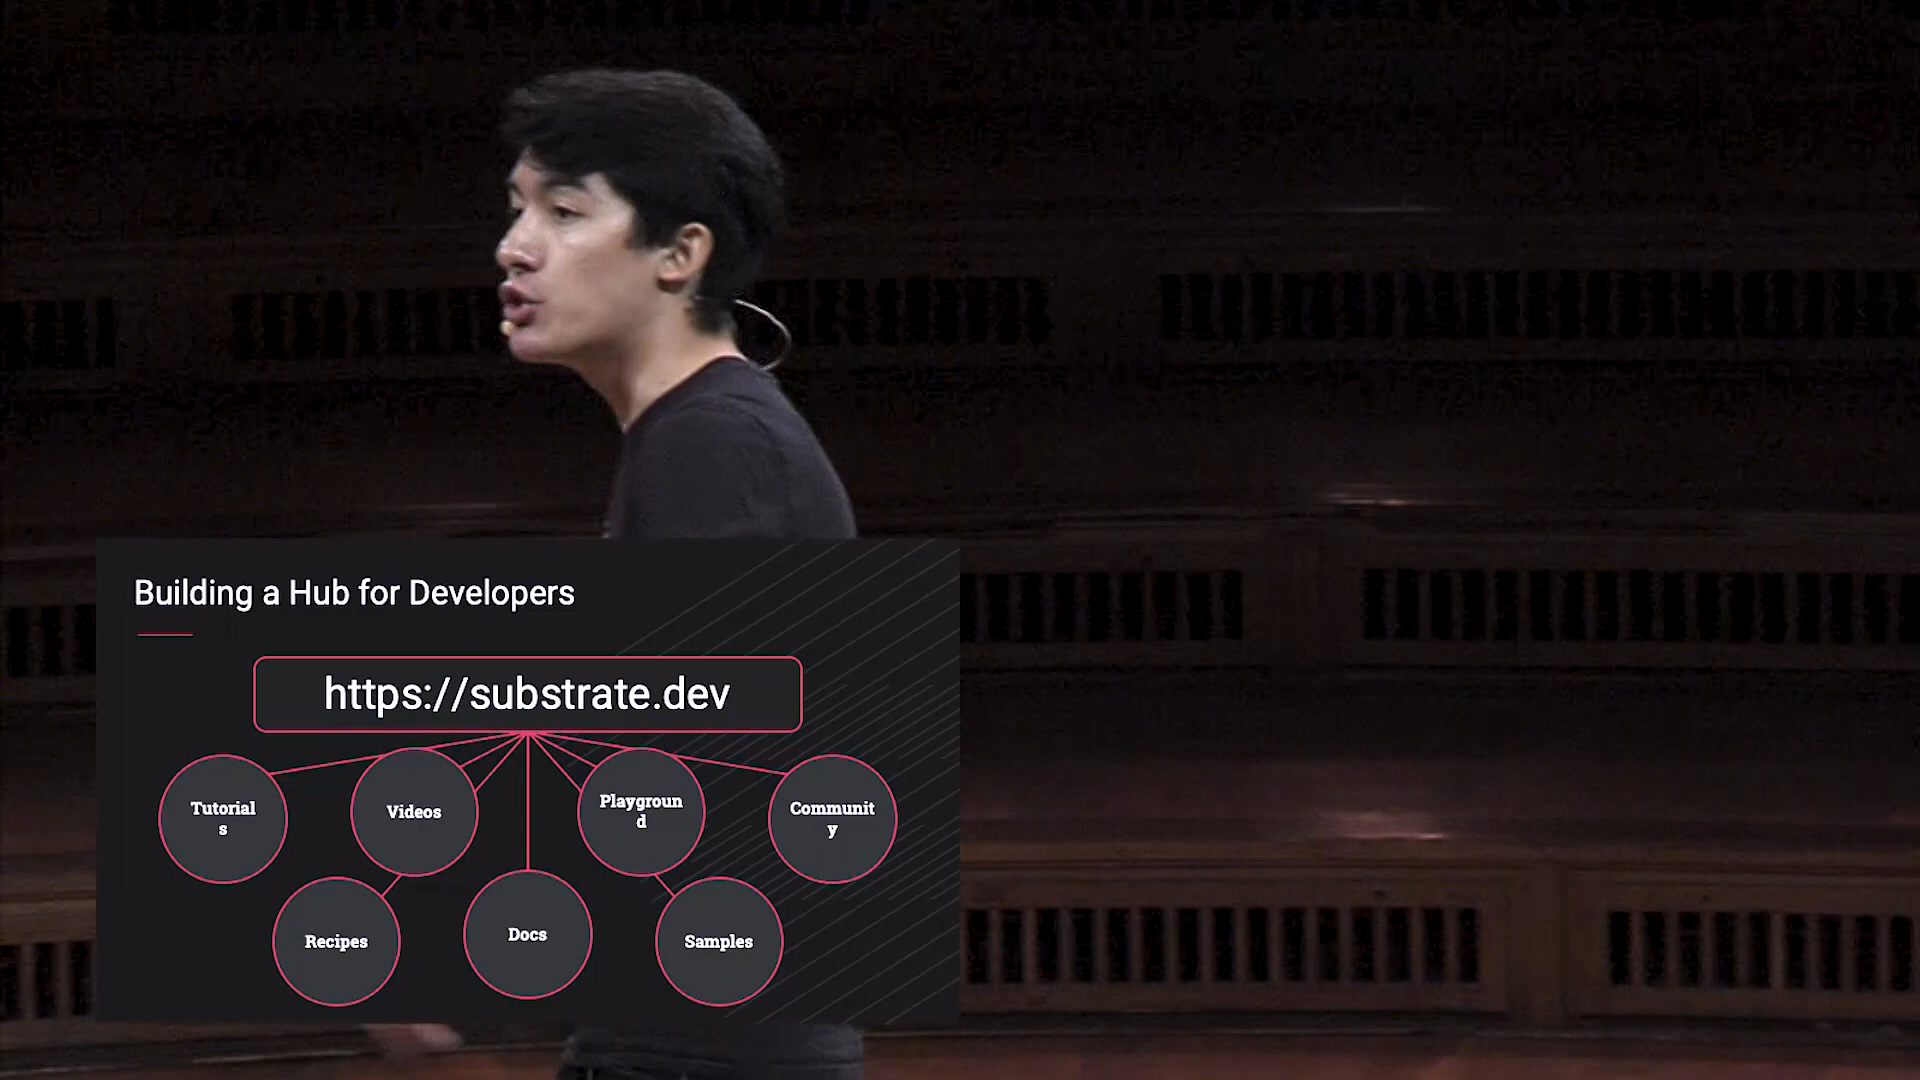 Building a Hub for Developers
https://substrate.dev
Tutorial
s
Videos
Playgroun
d
Communit
y
Recipes
Docs
Samples